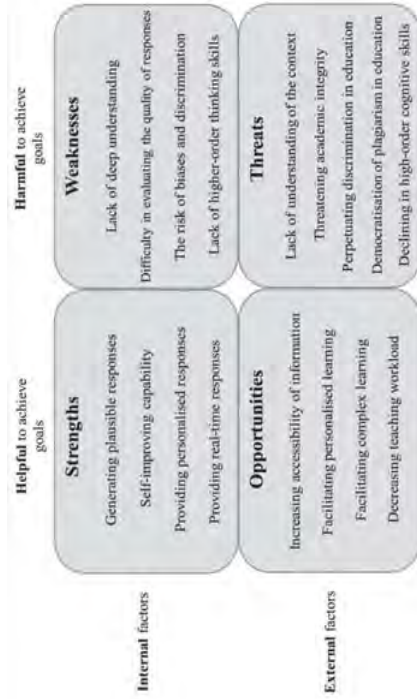 Helpful to achieve
goals
Harmful to achieve
goals
Internal factors
Strengths
Generating plausible responses
Self-improving capability
Providing personalised responses
Providing real-time responses
Weaknesses
Lack of deep understanding
Difficulty in evaluating the quality of responses
The risk of biases and discrimination
Lack of higher-order thinking skills
External factors
Opportunities
Increasing accessibility of information
Facilitating personalised learning
Facilitating complex learning
Decreasing teaching workload
Threats
Lack of understanding of the context
Threatening academic integrity
Perpetuating discrimination in education
Democratisation of plagiarism in education
Declining in high-order cognitive skills